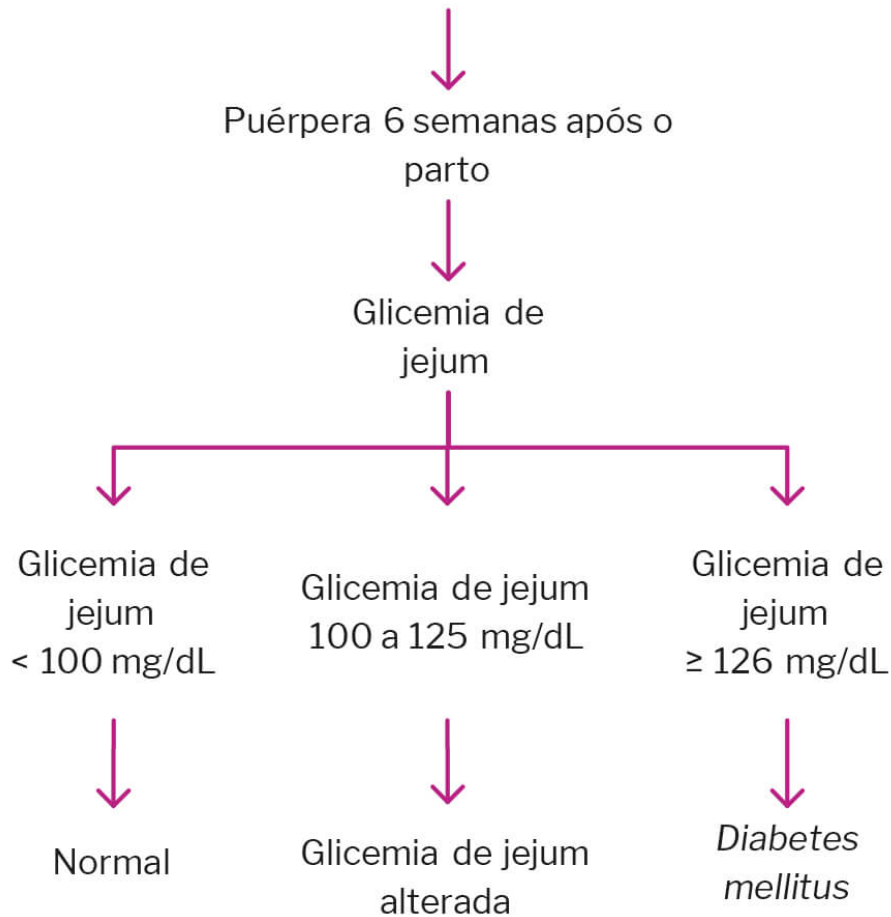 Puérpera 6 semanas após o
parto
Glicemia de
jejum
Glicemia de
jejum
< 100 mg/dL
Glicemia de jejum
100 a 125 mg/dL
Glicemia de
jejum
≥ 126 mg/dL
Normal
Glicemia de jejum
alterada
Diabetes
mellitus